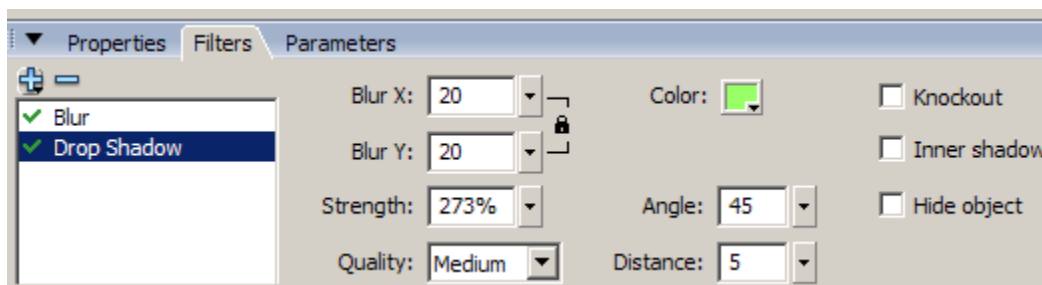 Properties Filters Parameters
Blur X: 20 Color: Knockout
Blur
Drop Shadow
Blur Y: 20 Inner shadow
Strength: 273% Angle: 45 Hide object
Quality: Medium Distance: 5